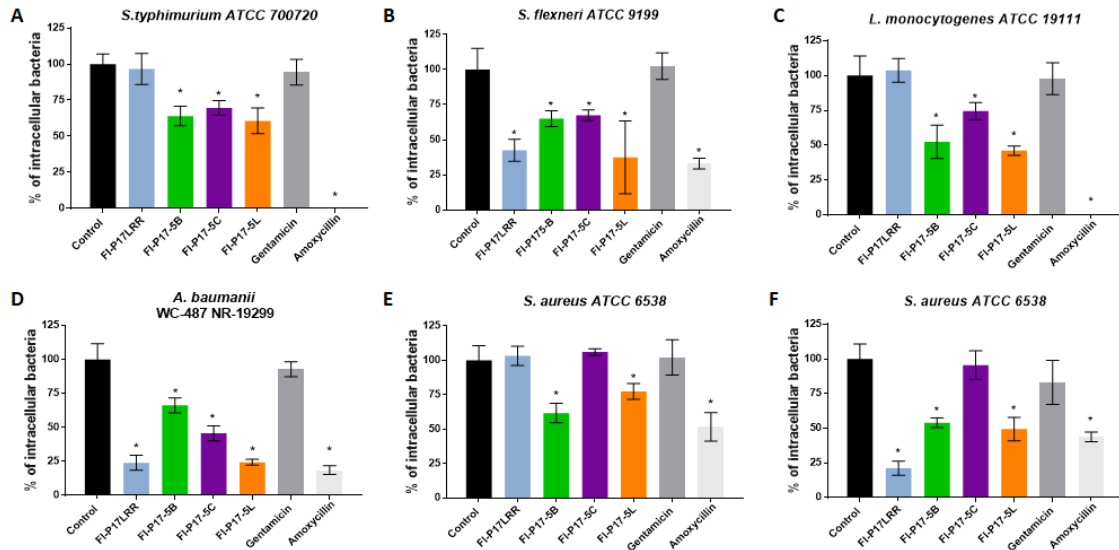 A
S.typhimurium ATCC 700720
% of intracellular bacteria
125
100
75
50
25
0
* * * *
Control
FI-P17LRR
FI-P17-5B
FI-P17-5C
FI-P17-5L
Gentamicin
Amoxycillin
B
S. flexneri ATCC 9199
% of intracellular bacteria
125
100
75
50
25
0
* * * * *
Control
FI-P17LRR
FI-P175-B
FI-P17-5C
FI-P17-5L
Gentamicin
Amoxycillin
C
L. monocytogenes ATCC 19111
% of intracellular bacteria
125
100
75
50
25
0
* * * *
Control
FI-P17LRR
FI-P17-5B
FI-P17-5C
FI-P17-5L
Gentamicin
Amoxycillin
D
A. baumanii
WC-487 NR-19299
% of intracellular bacteria
125
100
75
50
25
0
* * * * *
Control
FI-P17LRR
FI-P17-5B
FI-P17-5C
FI-P17-5L
Gentamicin
Amoxycillin
E
S. aureus ATCC 6538
% of intracellular bacteria
125
100
75
50
25
0
* * *
Control
FI-P17LRR
FI-P17-5B
FI-P17-5C
FI-P17-5L
Gentamicin
Amoxycillin
F
S. aureus ATCC 6538
% of intracellular bacteria
125
100
75
50
25
0
* * * *
Control
FI-P17LRR
FI-P17-5B
FI-P17-5C
FI-P17-5L
Gentamicin
Amoxycillin